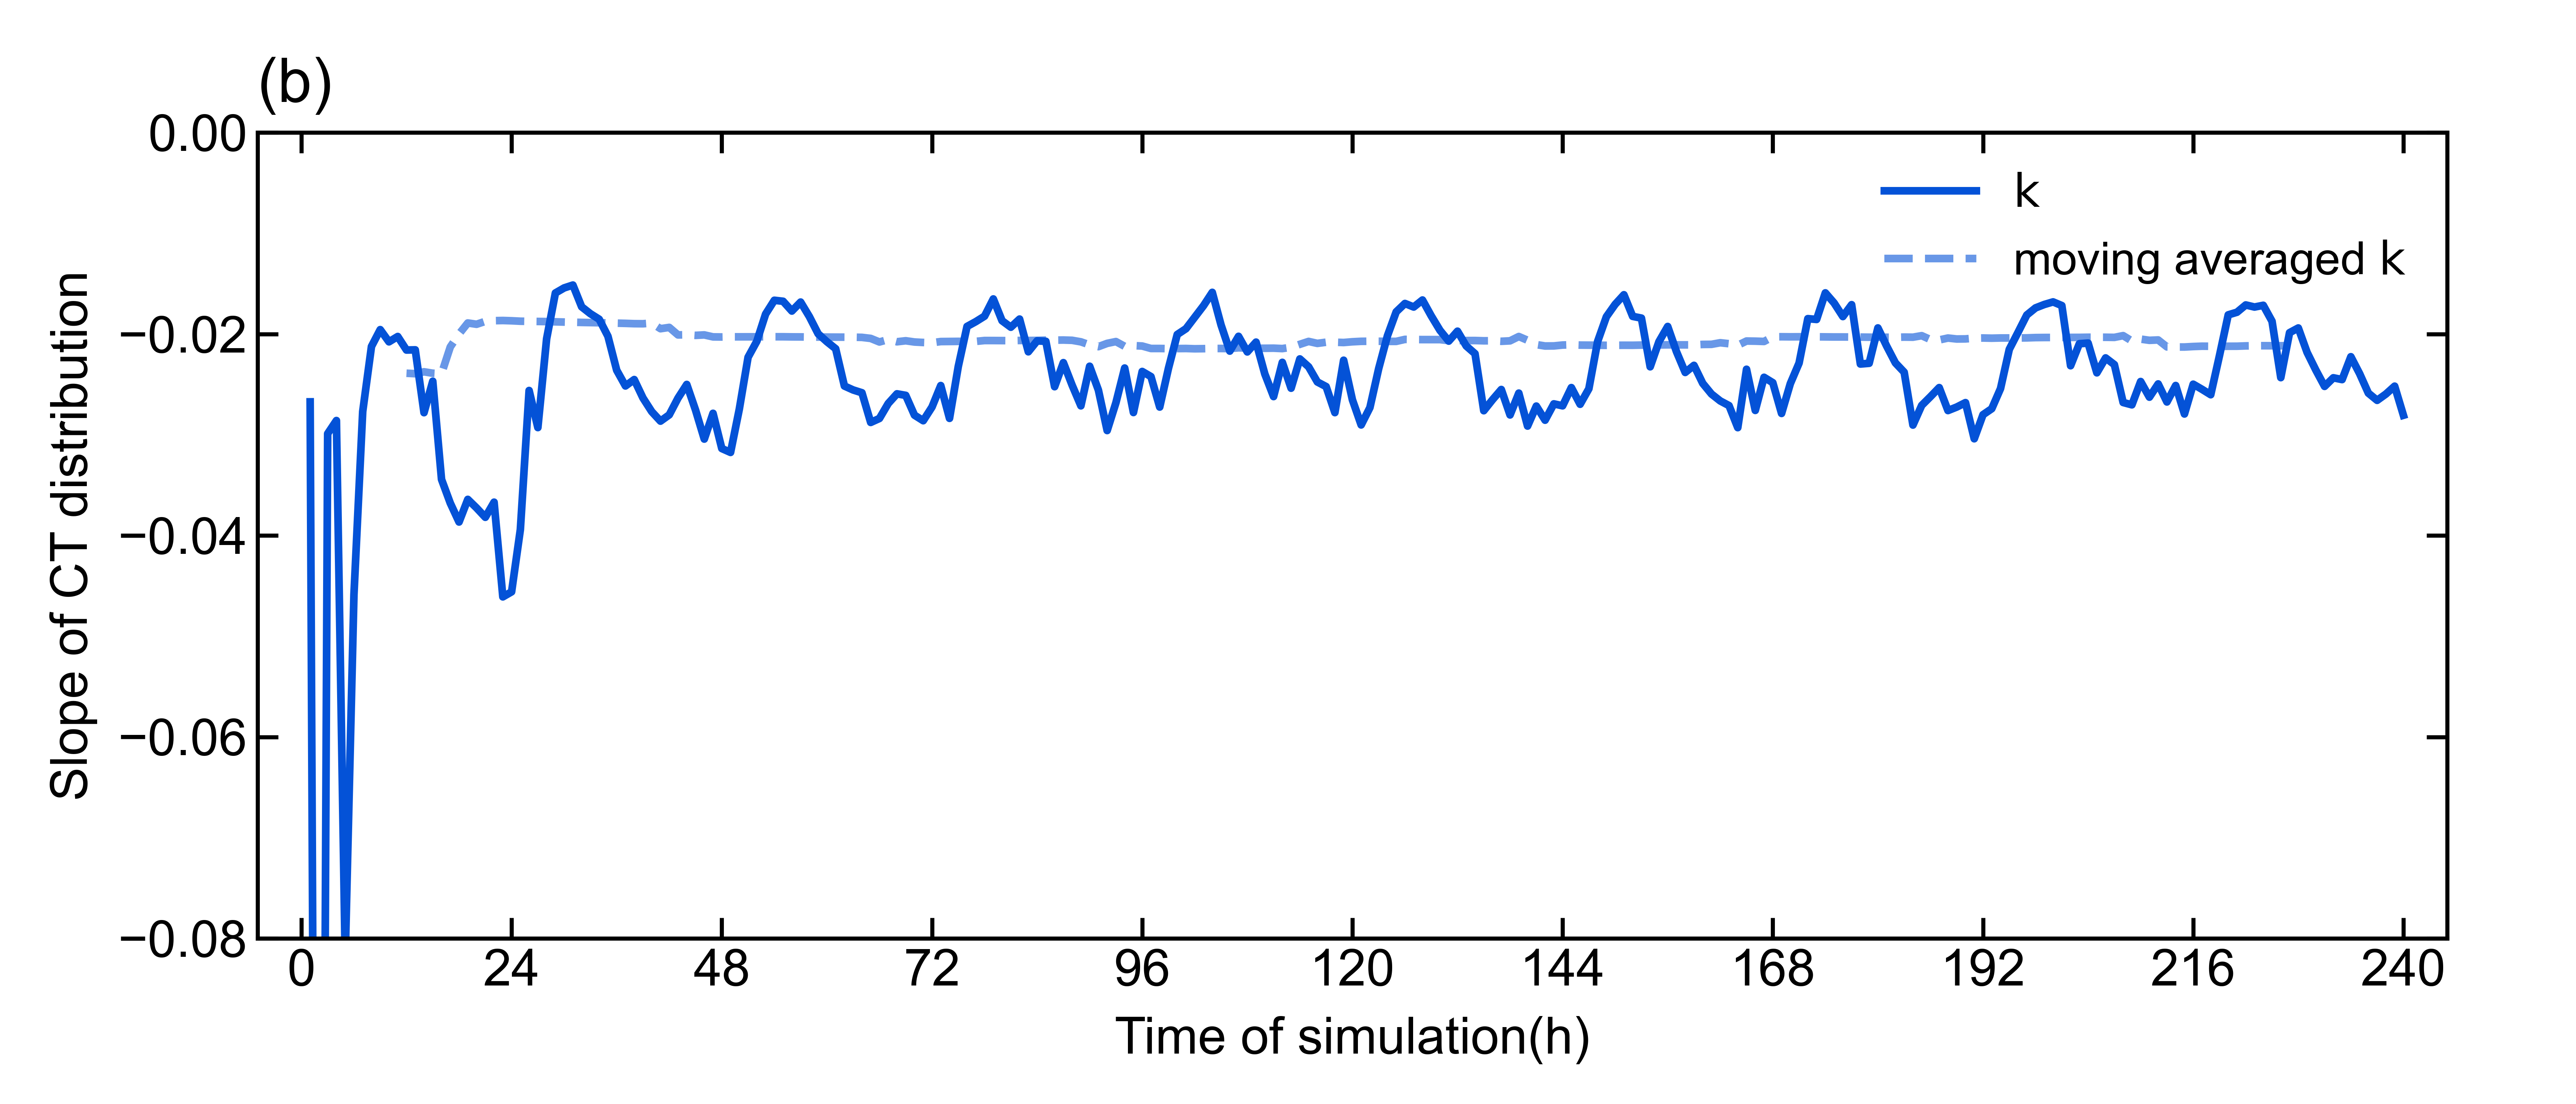 (b)
0.00
−0.02
−0.04
−0.06
−0.08
Slope of CT distribution
k
moving averaged k
0 24 48 72 96 120 144 168 192 216 240
Time of simulation(h)